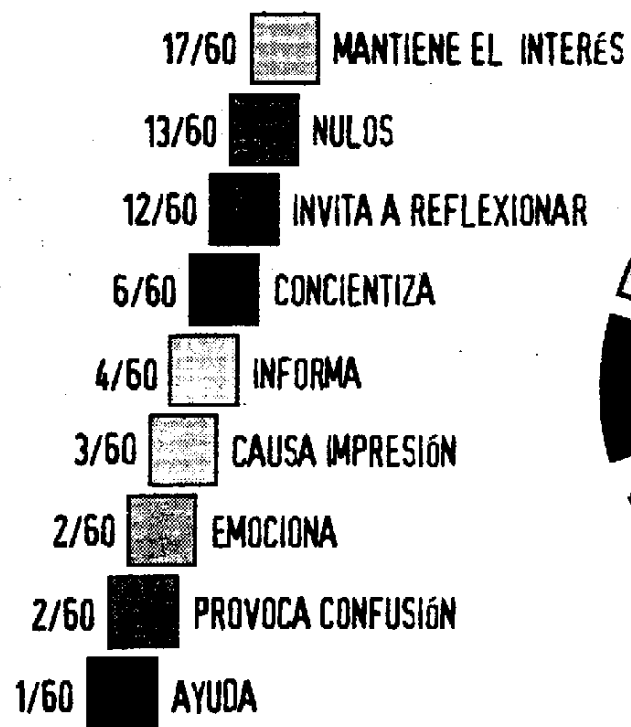 17/60 MANTIENE EL INTERÉS
13/60 NULOS
12/60 INVITA A REFLEXIONAR
6/60 CONCIENTIZA
4/60 INFORMA
3/60 CAUSA IMPRESIÓN
2/60 EMOCIONA
2/60 PROVOCA CONFUSIÓN
1/60 AYUDA